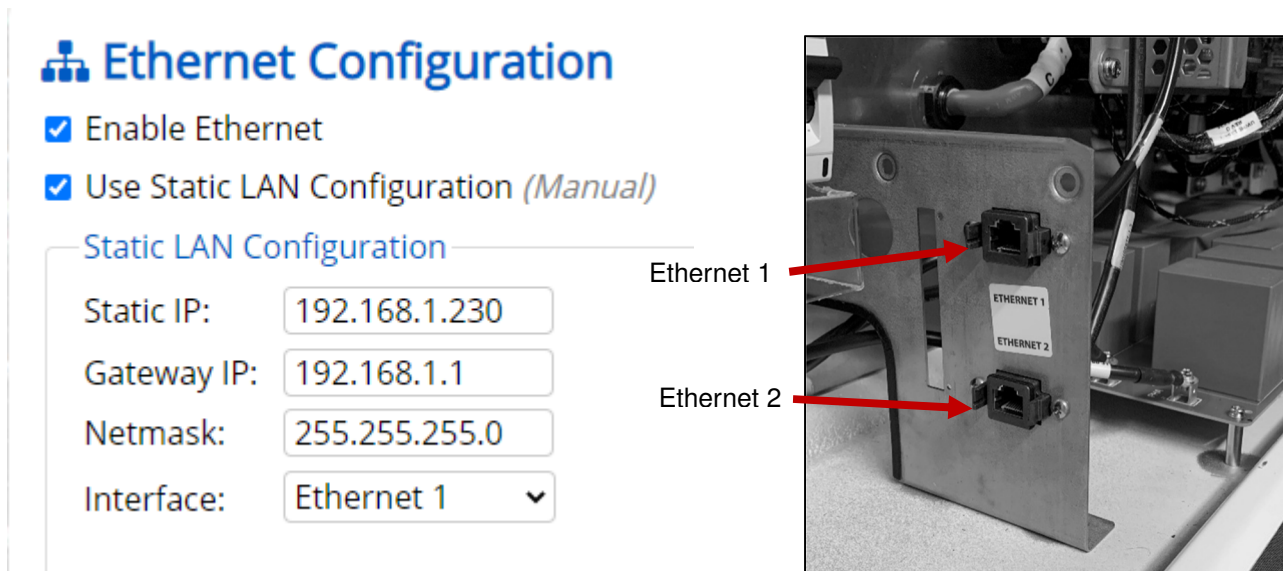 Ethernet Configuration
Enable Ethernet
Use Static LAN Configuration (Manual)
Static LAN Configuration
Static IP: 192.168.1.230
Gateway IP: 192.168.1.1
Netmask: 255.255.255.0
Interface: Ethernet 1
Ethernet 1
Ethernet 2
C
ETHERNET 1
ETHERNET 2